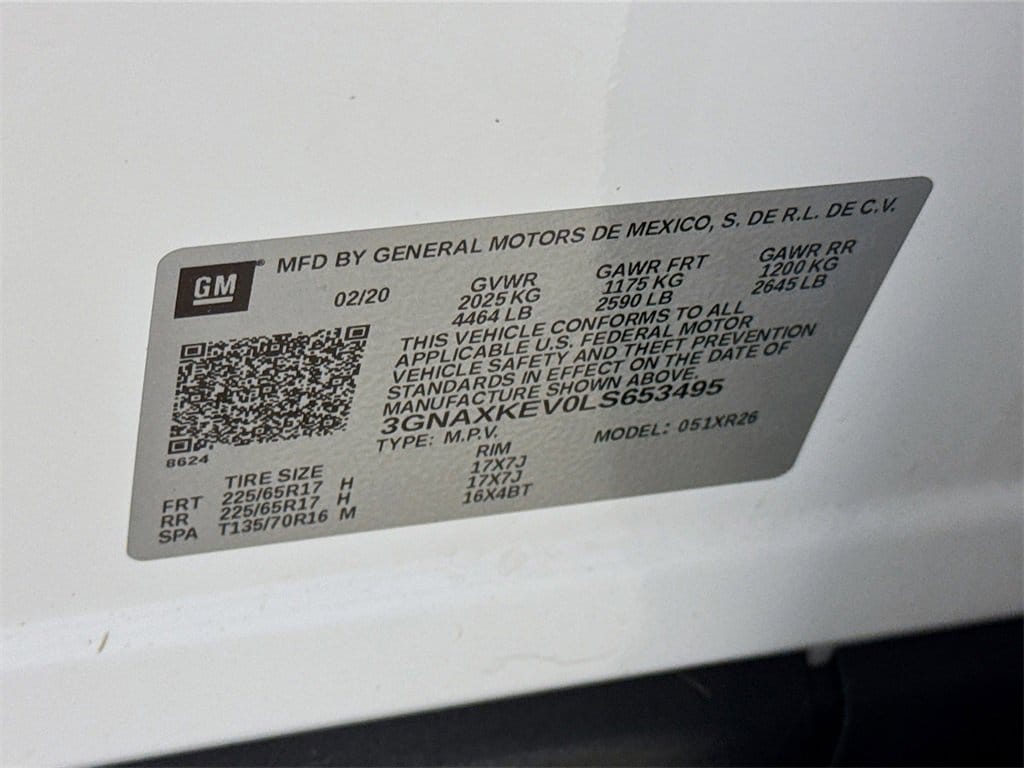 GM
MFD BY GENERAL MOTORS DE MEXICO, S. DE R.L. DE C.V.
02/20
GVWR GAWR FRT GAWR RR
2025 KG 1175 KG 1200 KG
4464 LB 2590 LB 2645 LB
THIS VEHICLE CONFORMS TO ALL
APPLICABLE U.S. FEDERAL MOTOR
VEHICLE SAFETY AND THEFT PREVENTION
STANDARDS IN EFFECT ON THE DATE OF
MANUFACTURE SHOWN ABOVE.
3GNAXKEV0LS653495
TYPE: M.P.V. MODEL: 051XR26
8624
TIRE SIZE RIM
FRT 225/65R17 H 17X7J
RR 225/65R17 H 17X7J
SPA T135/70R16 M 16X4BT